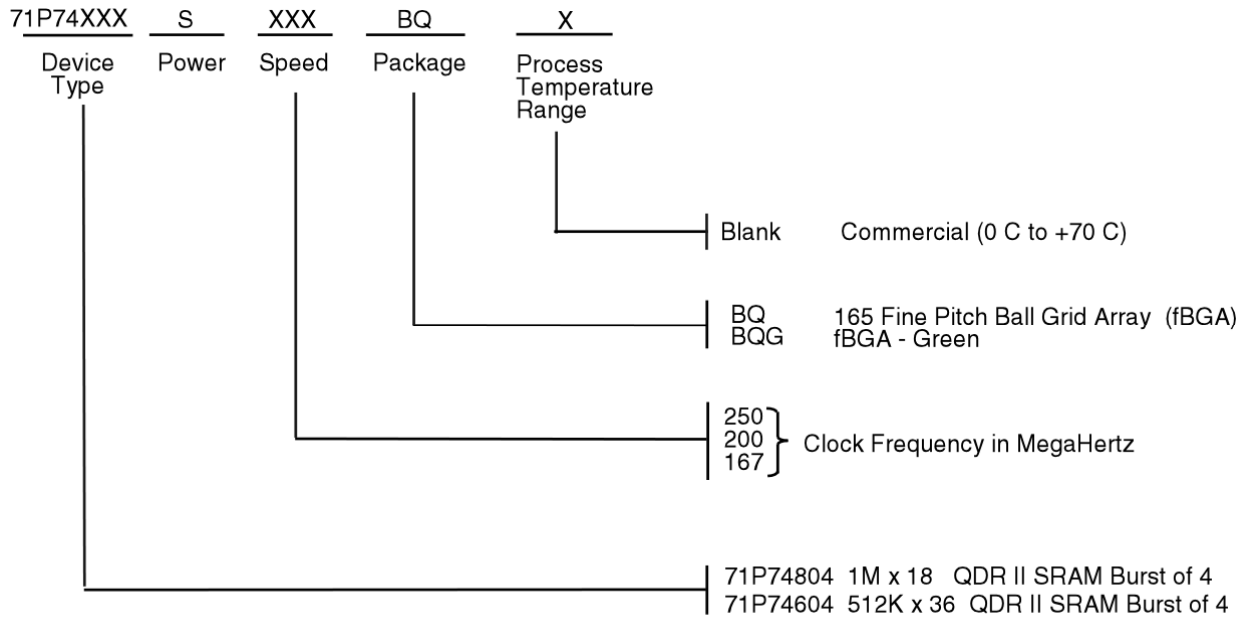 71P74XXX S XXX BQ X
Device Type Power Speed Package Process Temperature Range
Blank Commercial (0 C to +70 C)
BQ 165 Fine Pitch Ball Grid Array (fBGA)
BQG fBGA - Green
250
200 Clock Frequency in MegaHertz
167
71P74804 1M x 18 QDR II SRAM Burst of 4
71P74604 512K x 36 QDR II SRAM Burst of 4